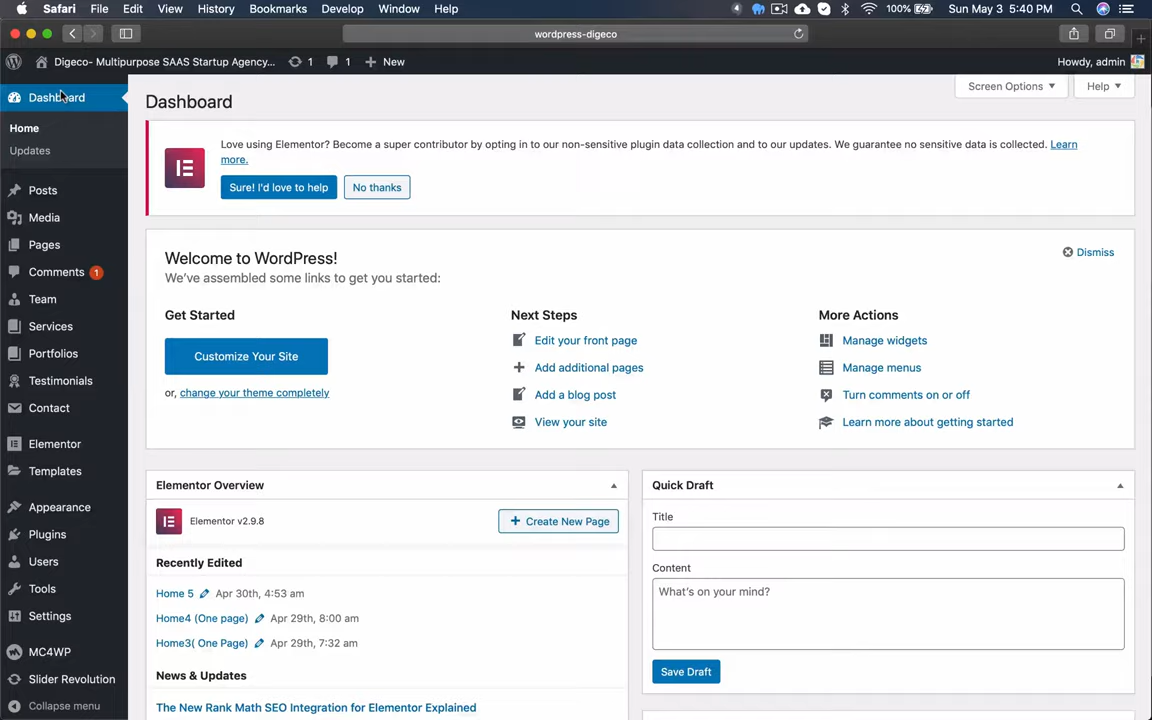 Safari File Edit View History Bookmarks Develop Window Help 100% Sun May 3 5:40 PM
wordpress-digeco
Digeco- Multipurpose SAAS Startup Agency... 1 1 New Howdy, admin
Dashboard
Home
Updates
Posts
Media
Pages
Comments 1
Team
Services
Portfolios
Testimonials
Contact
Elementor
Templates
Appearance
Plugins
Users
Tools
Settings
MC4WP
Slider Revolution
Collapse menu
Screen Options Help
Dashboard
Love using Elementor? Become a super contributor by opting in to our non-sensitive plugin data collection and to our updates. We guarantee no sensitive data is collected. Learn
more.
Sure! I'd love to help No thanks
Welcome to WordPress!
Dismiss
We've assembled some links to get you started:
Get Started
Customize Your Site
or, change your theme completely
Next Steps
Edit your front page
Add additional pages
Add a blog post
View your site
More Actions
Manage widgets
Manage menus
Turn comments on or off
Learn more about getting started
Elementor Overview
Elementor v2.9.8
Create New Page
Recently Edited
Home 5 Apr 30th, 4:53 am
Home4 (One page) Apr 29th, 8:00 am
Home3( One Page) Apr 29th, 7:32 am
News & Updates
The New Rank Math SEO Integration for Elementor Explained
Quick Draft
Title
Content
What's on your mind?
Save Draft